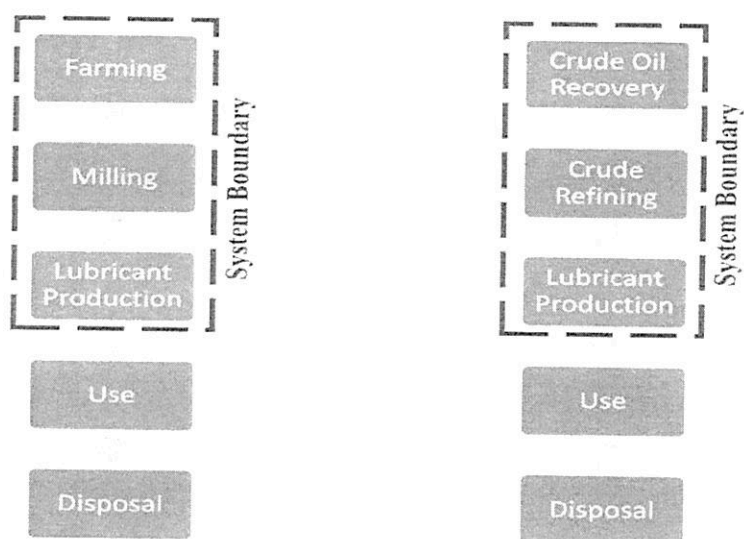 Farming
Milling
Lubricant
Production
Use
Disposal
System Boundary
Crude Oil
Recovery
Crude
Refining
Lubricant
Production
Use
Disposal
System Boundary